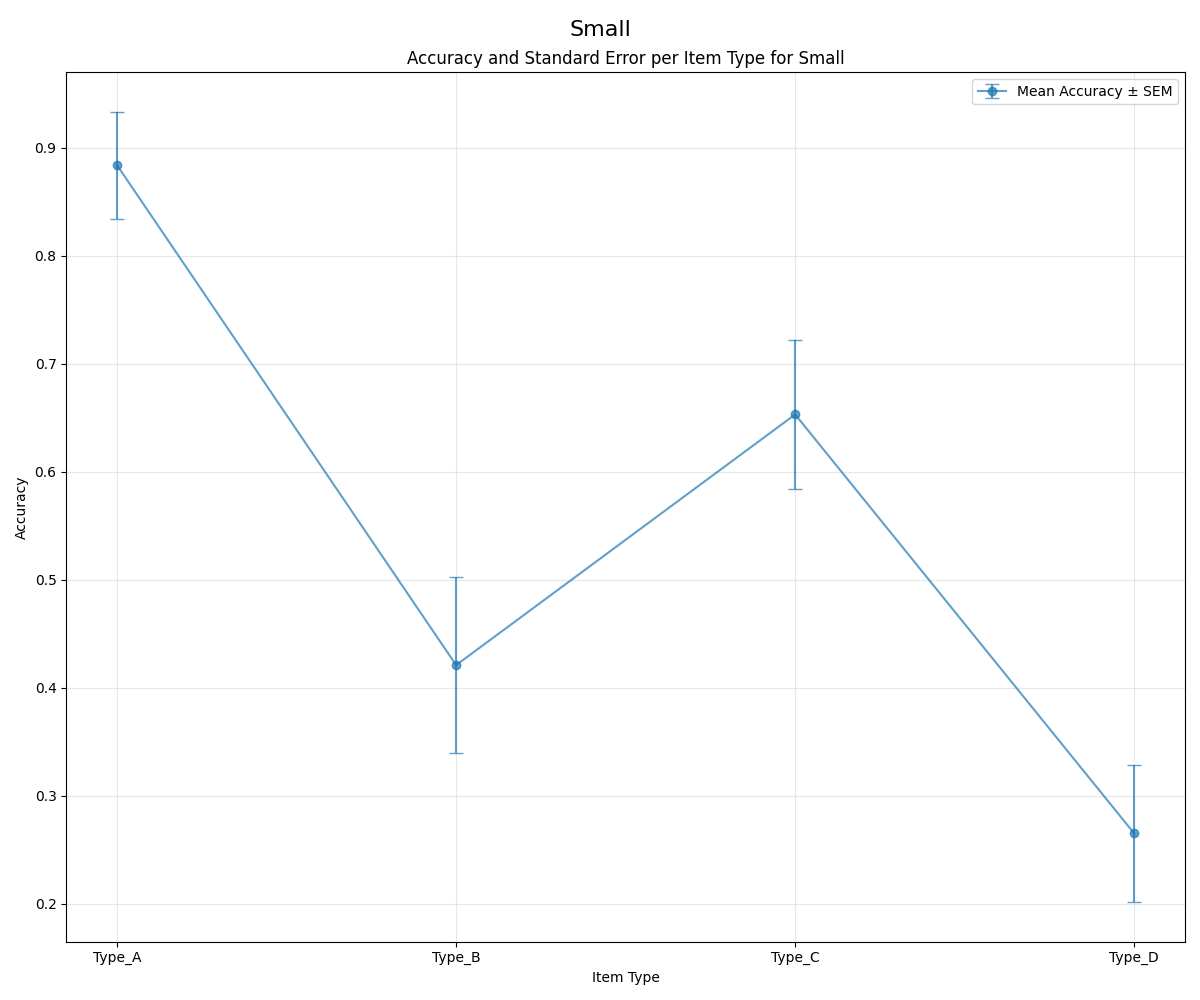 Small
Accuracy and Standard Error per Item Type for Small
Mean Accuracy ± SEM
Accuracy
0.9
0.8
0.7
0.6
0.5
0.4
0.3
0.2
Type_A Type_B Type_C Type_D
Item Type